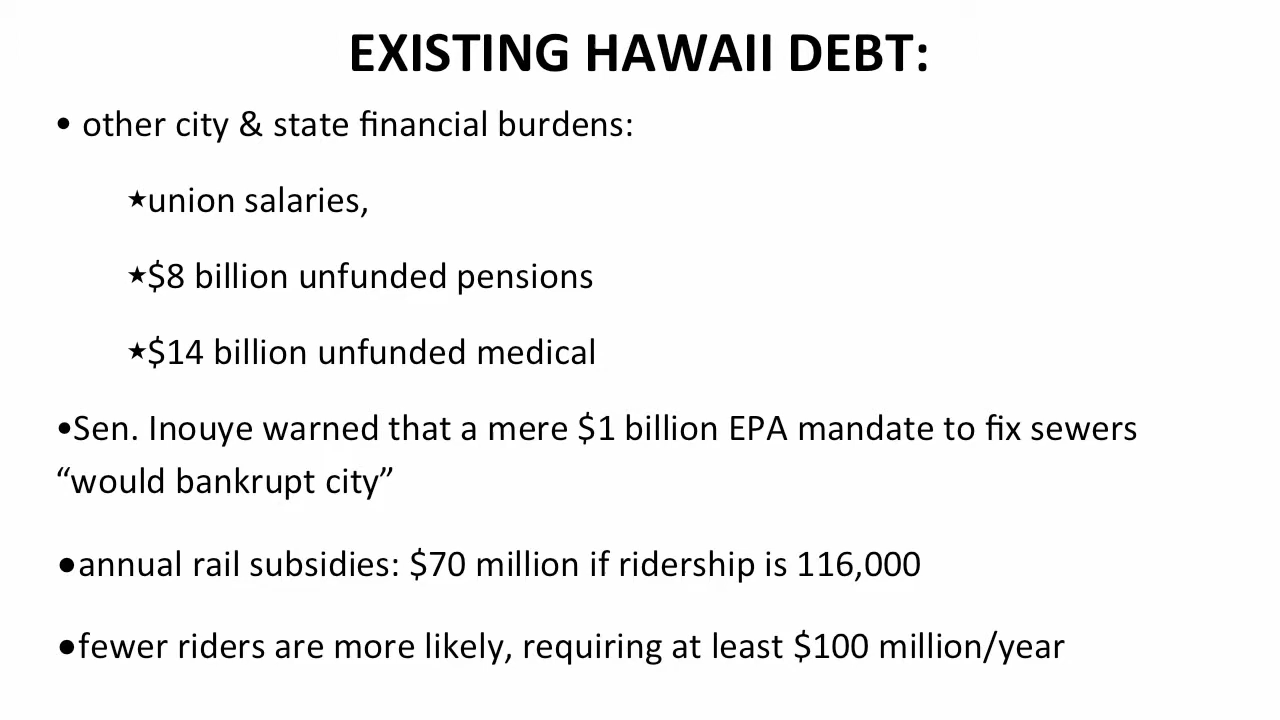 EXISTING HAWAII DEBT:
• other city & state financial burdens:
★union salaries,
★$8 billion unfunded pensions
★$14 billion unfunded medical
•Sen. Inouye warned that a mere $1 billion EPA mandate to fix sewers
“would bankrupt city”
●annual rail subsidies: $70 million if ridership is 116,000
●fewer riders are more likely, requiring at least $100 million/year